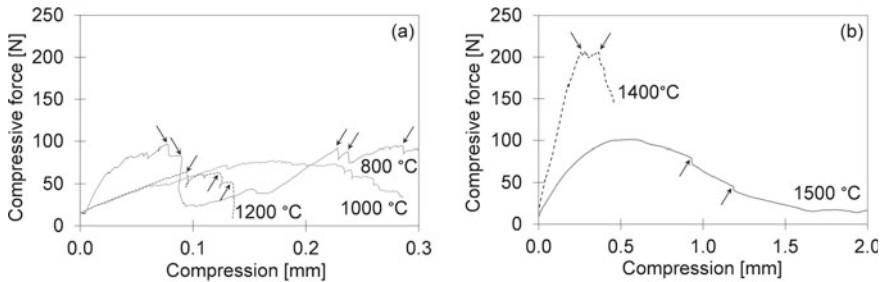 (a)
Compressive force [N]
250
200
150
100
50
0
800 °C
1000 °C
1200 °C
0.0 0.1 0.2 0.3
Compression [mm]
(b)
Compressive force [N]
250
200
150
100
50
0
1400°C
1500 °C
0.0 0.5 1.0 1.5 2.0
Compression [mm]